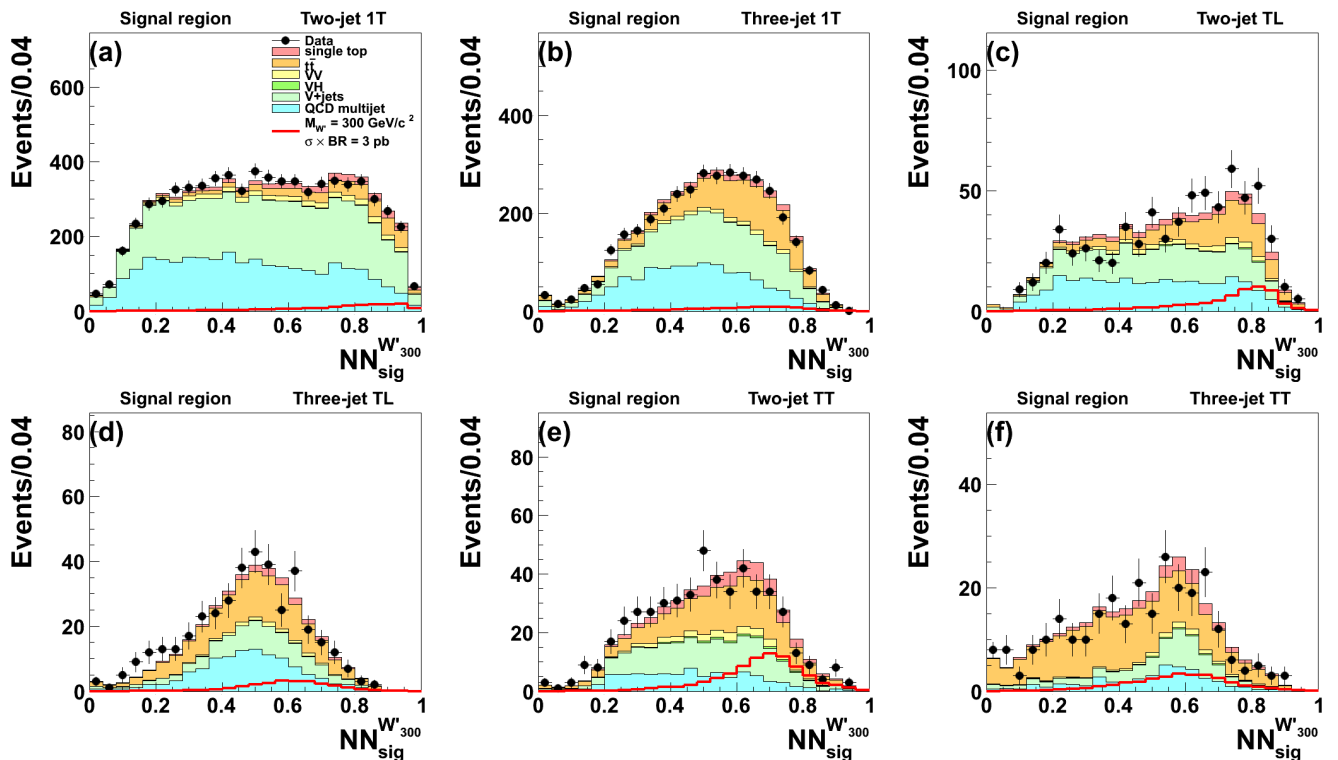 Signal region Two-jet 1T
(a)
Events/0.04
600
400
200
0
Data
single top
tt̄
VV
VH
V+jets
QCD multijet
M_W' = 300 GeV/c²
σ × BR = 3 pb
0 0.2 0.4 0.6 0.8 1
NN_sig^W'300
Signal region Three-jet 1T
(b)
Events/0.04
400
200
0
0 0.2 0.4 0.6 0.8 1
NN_sig^W'300
Signal region Two-jet TL
(c)
Events/0.04
100
50
0
0 0.2 0.4 0.6 0.8 1
NN_sig^W'300
Signal region Three-jet TL
(d)
Events/0.04
80
60
40
20
0
0 0.2 0.4 0.6 0.8 1
NN_sig^W'300
Signal region Two-jet TT
(e)
Events/0.04
80
60
40
20
0
0 0.2 0.4 0.6 0.8 1
NN_sig^W'300
Signal region Three-jet TT
(f)
Events/0.04
40
20
0
0 0.2 0.4 0.6 0.8 1
NN_sig^W'300